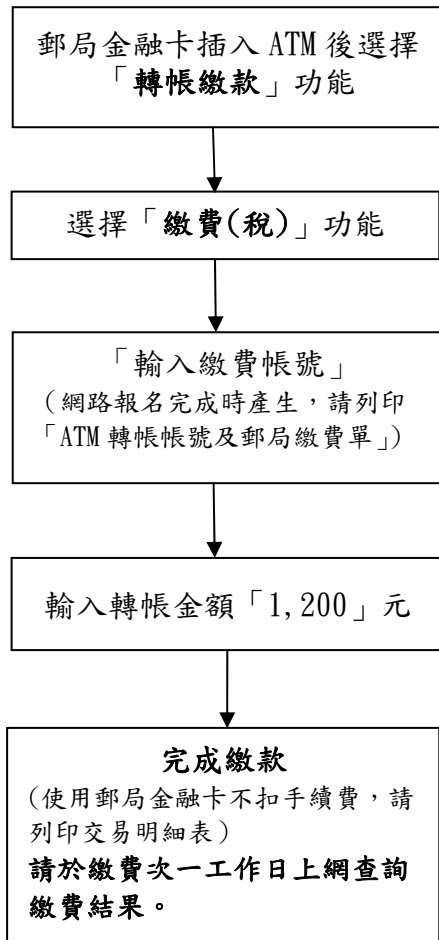 郵局金融卡插入 ATM 後選擇
「轉帳繳款」功能
選擇「繳費(稅)」功能
「輸入繳費帳號」
(網路報名完成時產生，請列印
「ATM 轉帳帳號及郵局繳費單」)
輸入轉帳金額「1,200」元
完成繳款
(使用郵局金融卡不扣手續費，請
列印交易明細表)
請於繳費次一工作日上網查詢
繳費結果。